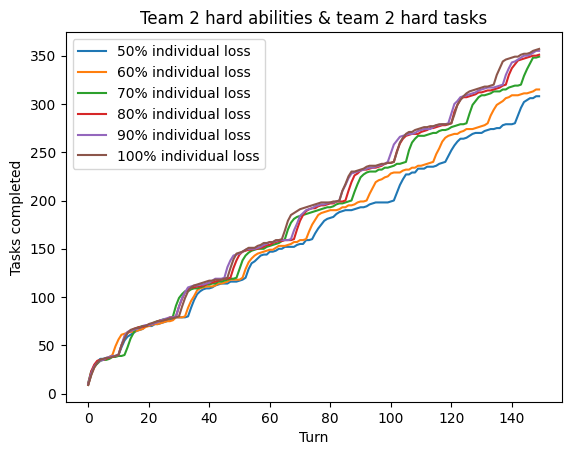 Team 2 hard abilities & team 2 hard tasks
50% individual loss
60% individual loss
70% individual loss
80% individual loss
90% individual loss
100% individual loss
Tasks completed
350
300
250
200
150
100
50
0
0
20
40
60
80
100
120
140
Turn